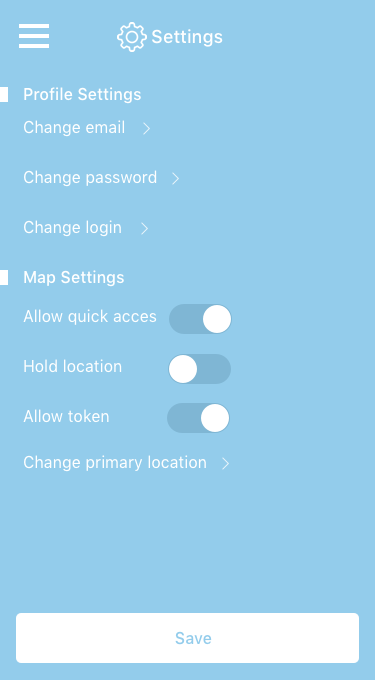 Settings
Profile Settings
Change email
Change password
Change login
Map Settings
Allow quick acces
Hold location
Allow token
Change primary location
Save